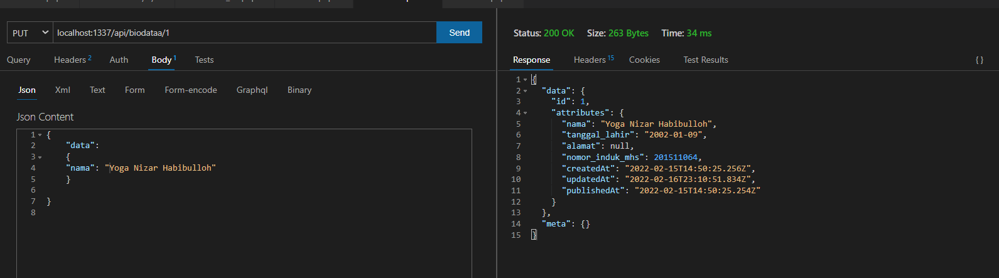 PUT localhost:1337/api/biodataa/1 Send
Query Headers 2 Auth Body 1 Tests
Json Xml Text Form Form-encode Graphql Binary
Json Content
1 {
2 "data":
3 {
4 "nama": "Yoga Nizar Habibulloh"
5 }
6
7 }
8
Status: 200 OK Size: 263 Bytes Time: 34 ms
Response Headers 15 Cookies Test Results { }
1 {
2 "data": {
3 "id": 1,
4 "attributes": {
5 "nama": "Yoga Nizar Habibulloh",
6 "tanggal_lahir": "2002-01-09",
7 "alamat": null,
8 "nomor_induk_mhs": 201511064,
9 "createdAt": "2022-02-15T14:50:25.256Z",
10 "updatedAt": "2022-02-16T23:10:51.834Z",
11 "publishedAt": "2022-02-15T14:50:25.254Z"
12 }
13 },
14 "meta": {}
15 }